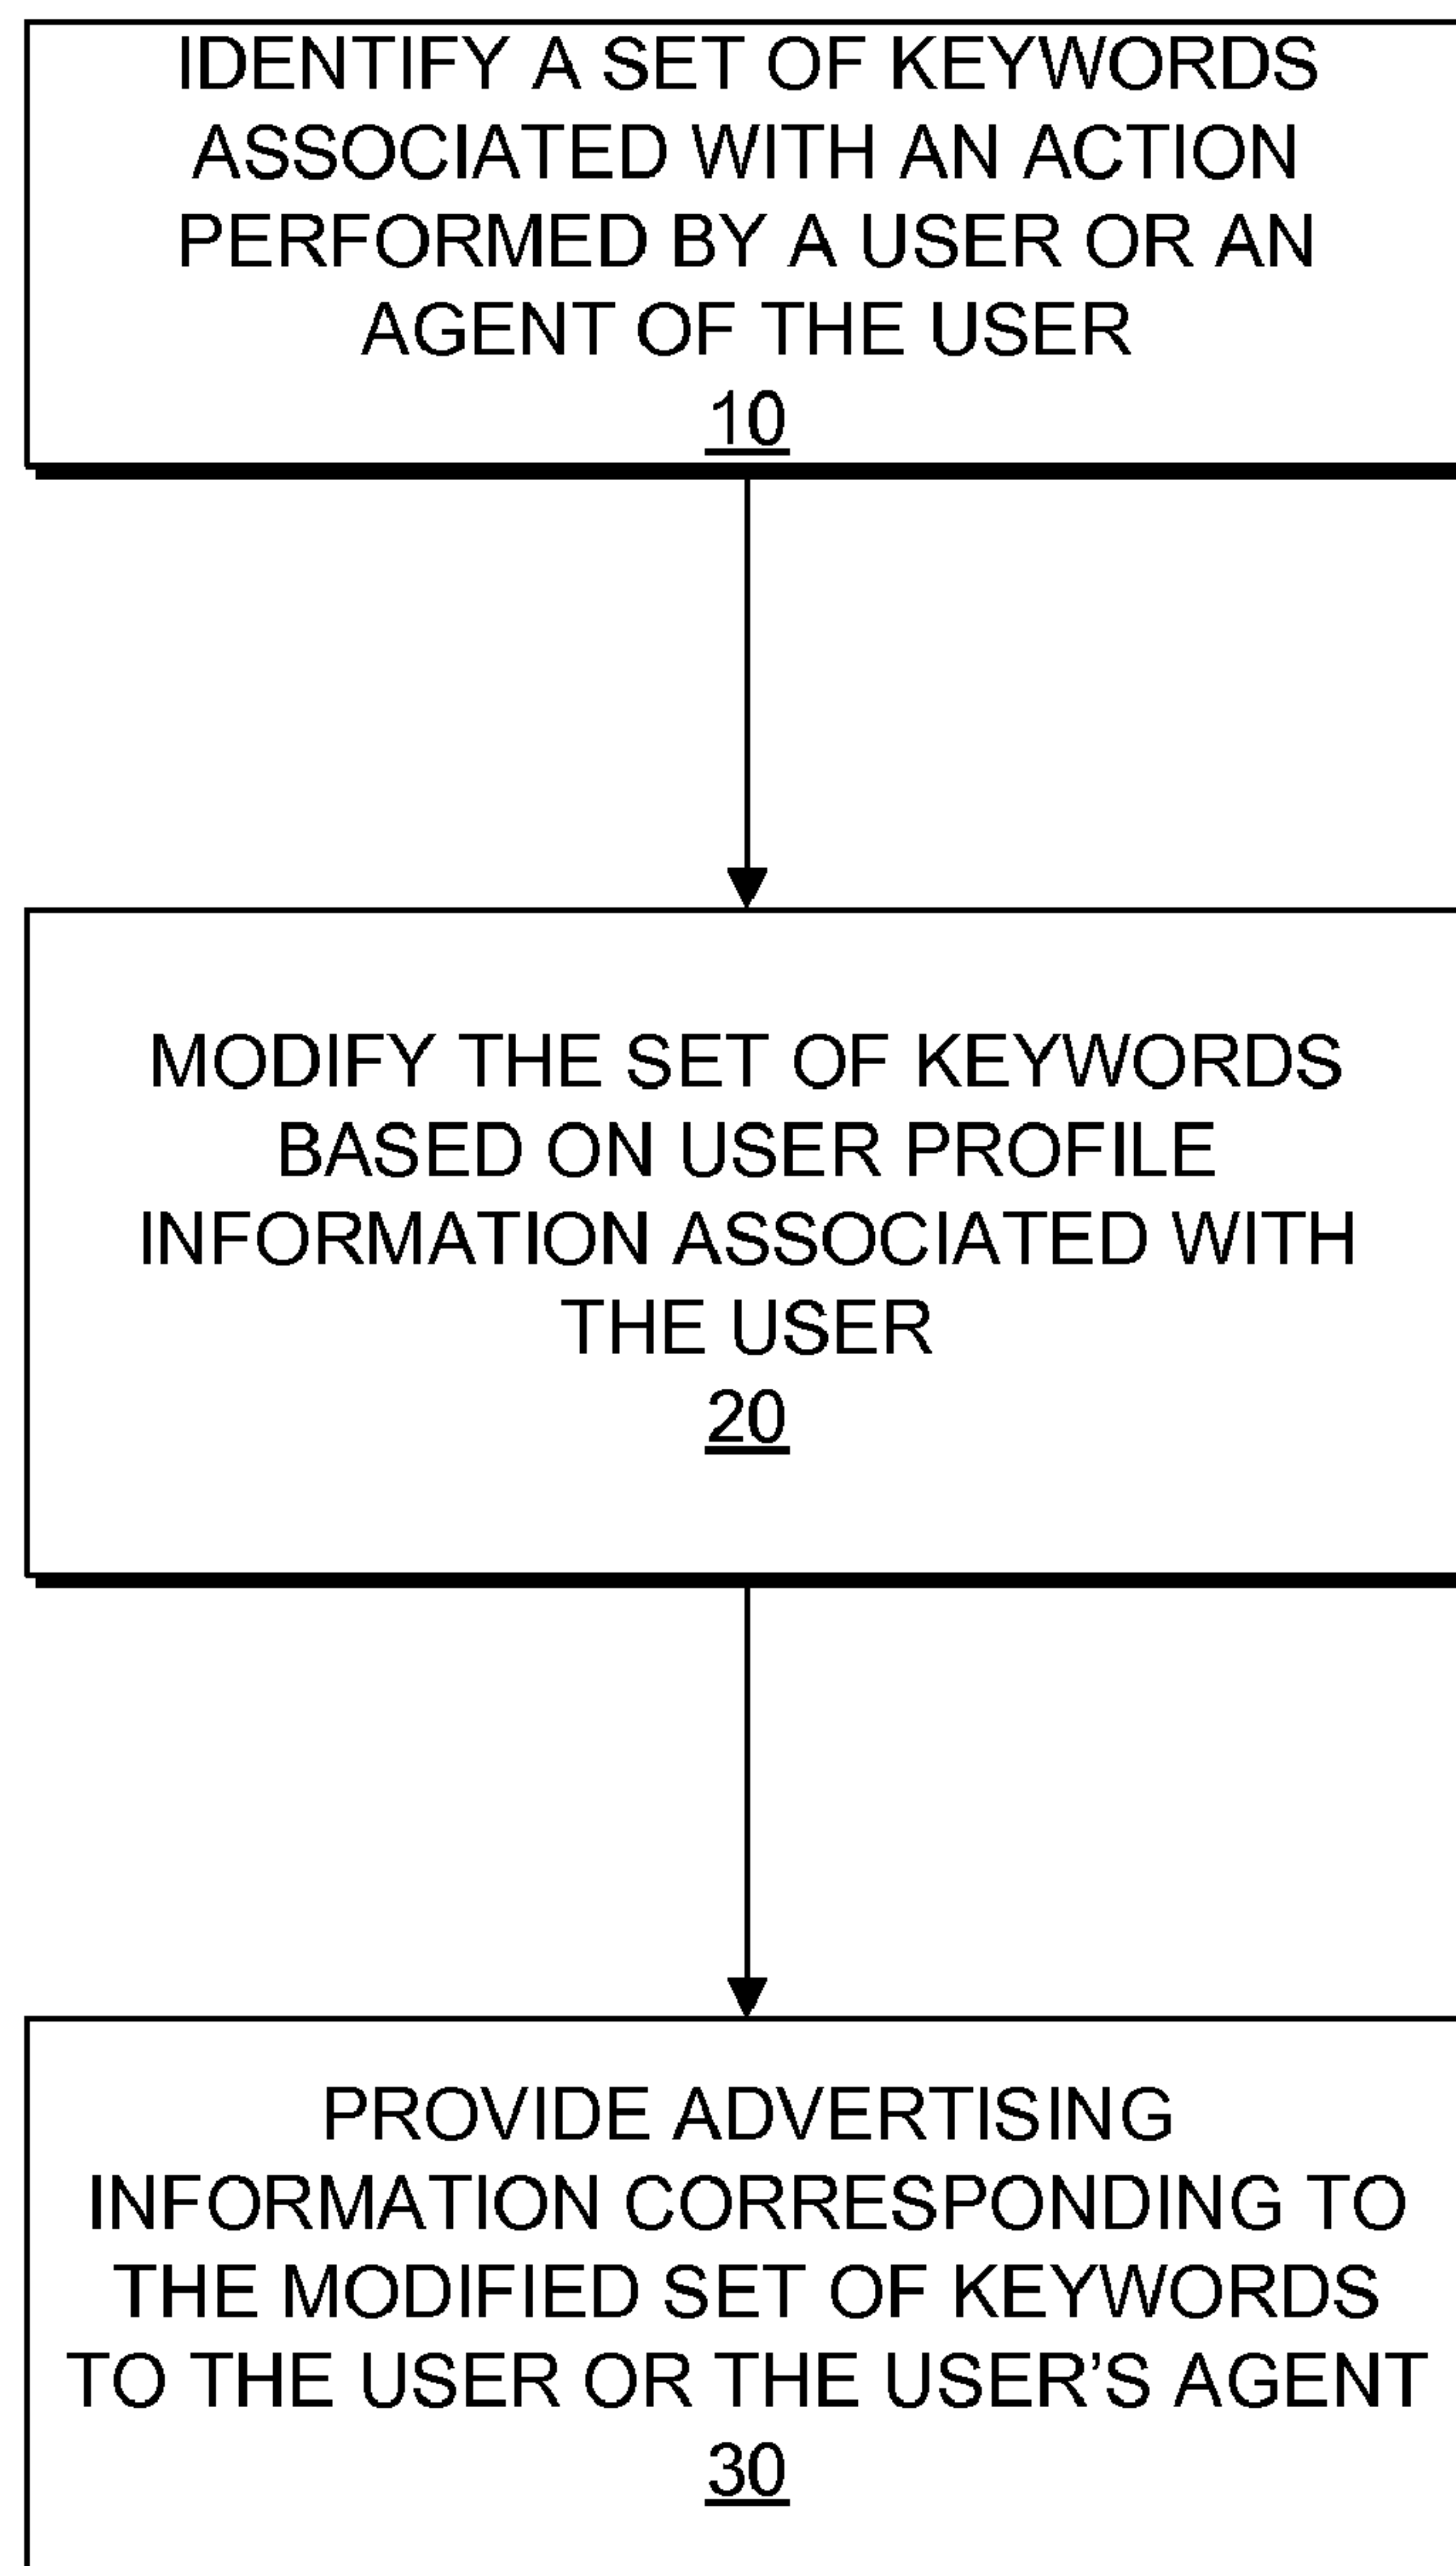 IDENTIFY A SET OF KEYWORDS
ASSOCIATED WITH AN ACTION
PERFORMED BY A USER OR AN
AGENT OF THE USER
10
MODIFY THE SET OF KEYWORDS
BASED ON USER PROFILE
INFORMATION ASSOCIATED WITH
THE USER
20
PROVIDE ADVERTISING
INFORMATION CORRESPONDING TO
THE MODIFIED SET OF KEYWORDS
TO THE USER OR THE USER’S AGENT
30